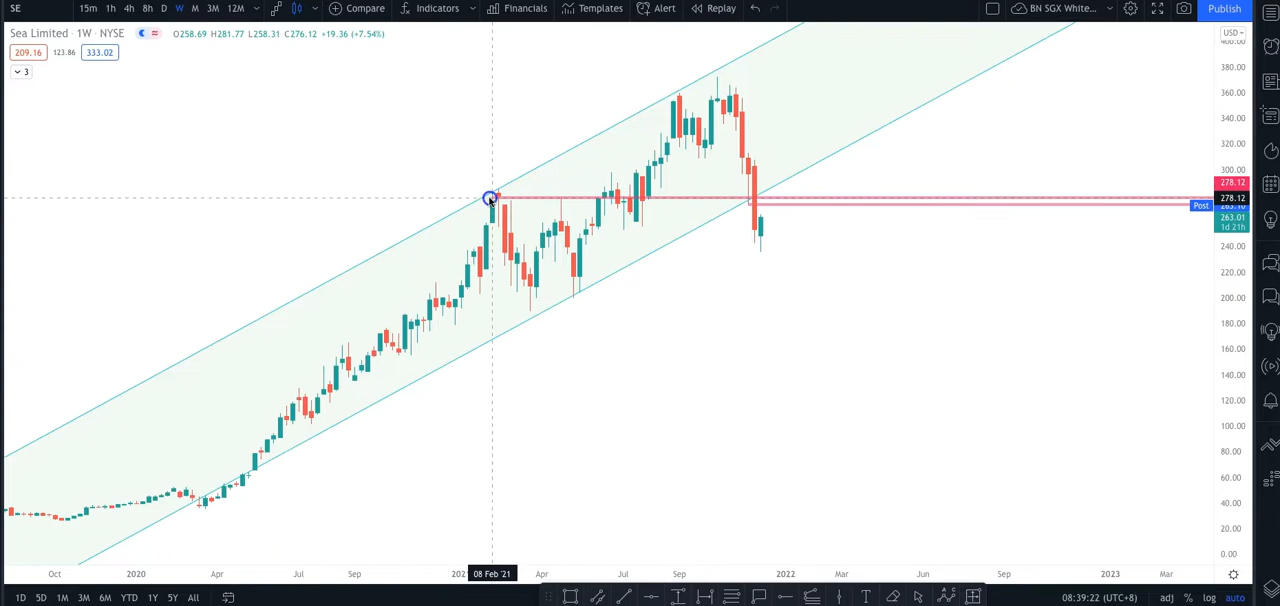 SE 15m 1h 4h 8h D W M 3M 12M Compare Indicators Financials Templates Alert Replay BN SGX White... Publish
Sea Limited · 1W · NYSE O258.69 H281.77 L258.31 C276.12 +19.36 (+7.54%)
209.16 123.86 333.02
3
USD
400.00
380.00
360.00
340.00
320.00
300.00
278.12
278.12
Post
263.01
1d 21h
240.00
220.00
200.00
180.00
160.00
140.00
120.00
100.00
80.00
60.00
40.00
20.00
0.00
Oct 2020 Apr Jul Sep 202 08 Feb '21 Apr Jul Sep 2022 Mar Jun Sep 2023 Mar
1D 5D 1M 3M 6M YTD 1Y 5Y All T 08:39:22 (UTC+8) adj % log auto